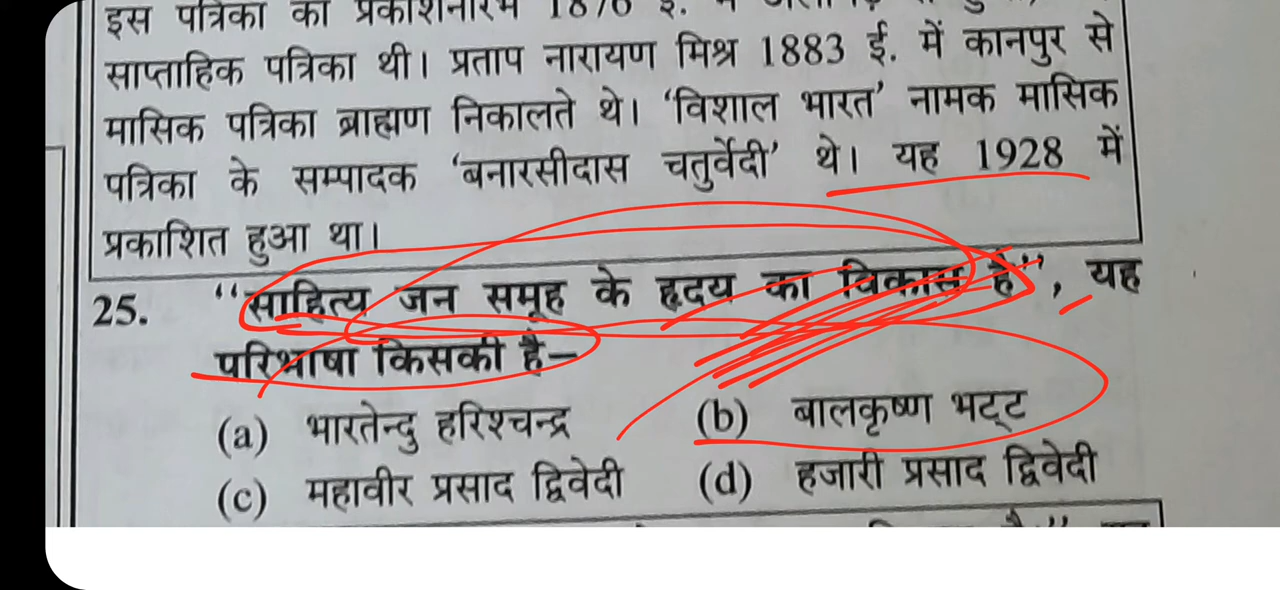 इस पत्रिका का प्रकाशनारंभ 1876 ई. में
साप्ताहिक पत्रिका थी। प्रताप नारायण मिश्र 1883 ई. में कानपुर से
मासिक पत्रिका ब्राह्मण निकालते थे। ‘विशाल भारत’ नामक मासिक
पत्रिका के सम्पादक ‘बनारसीदास चतुर्वेदी’ थे। यह 1928 में
प्रकाशित हुआ था।
25. “साहित्य जन समूह के हृदय का विकास है”, यह
परिभाषा किसकी है–
(a) भारतेन्दु हरिश्चन्द्र (b) बालकृष्ण भट्ट
(c) महावीर प्रसाद द्विवेदी (d) हजारी प्रसाद द्विवेदी